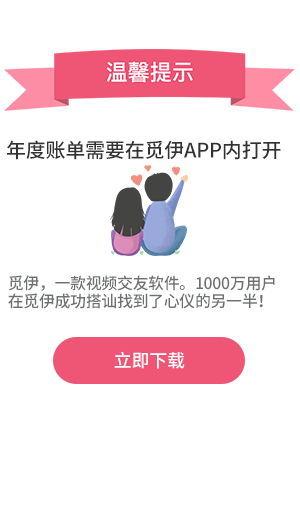 温馨提示
年度账单需要在觅伊APP内打开
觅伊，一款视频交友软件。1000万用户
在觅伊成功搭讪找到了心仪的另一半！
立即下载